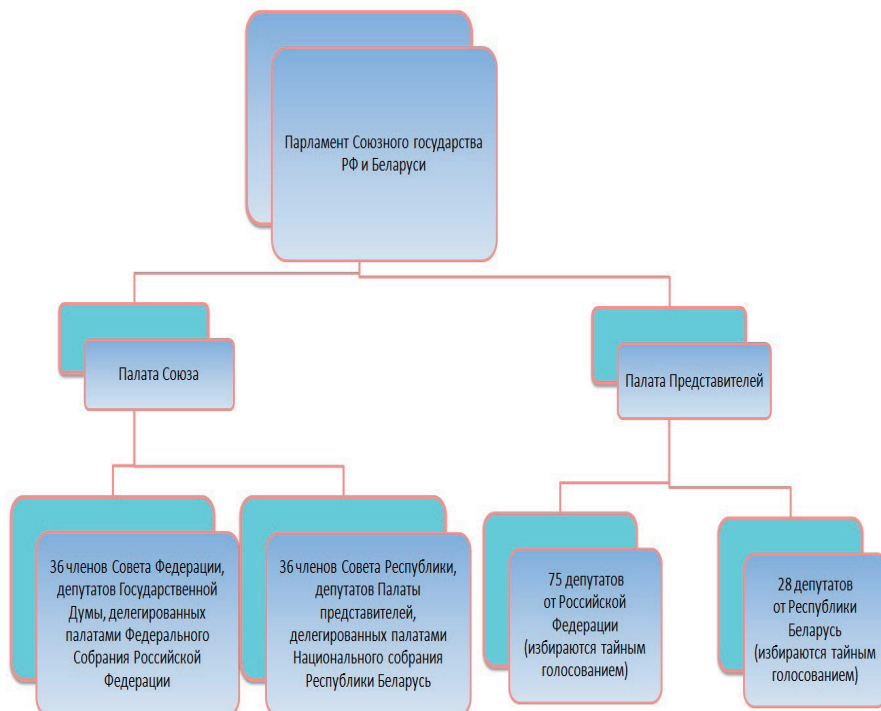 Парламент Союзного государства
РФ и Беларуси
Палата Союза
Палата Представителей
36 членов Совета Федерации,
депутатов Государственной
Думы, делегированных
палатами Федерального
Собрания Российской
Федерации
36 членов Совета Республики,
депутатов Палаты
представителей,
делегированных палатами
Национального собрания
Республики Беларусь
75 депутатов
от Российской
Федерации
(избираются тайным
голосованием)
28 депутатов
от Республики
Беларусь
(избираются тайным
голосованием)